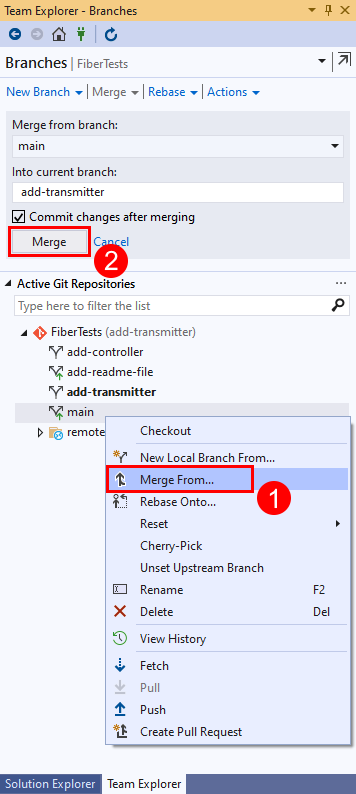 Team Explorer - Branches
Branches | FiberTests
New Branch | Merge | Rebase | Actions
Merge from branch:
main
Into current branch:
add-transmitter
Commit changes after merging
Merge Cancel
2
Active Git Repositories
Type here to filter the list
FiberTests (add-transmitter)
add-controller
add-readme-file
add-transmitter
main
remote
Checkout
New Local Branch From...
Merge From...
1
Rebase Onto...
Reset
Cherry-Pick
Unset Upstream Branch
Rename F2
Delete Del
View History
Fetch
Pull
Push
Create Pull Request
Solution Explorer Team Explorer